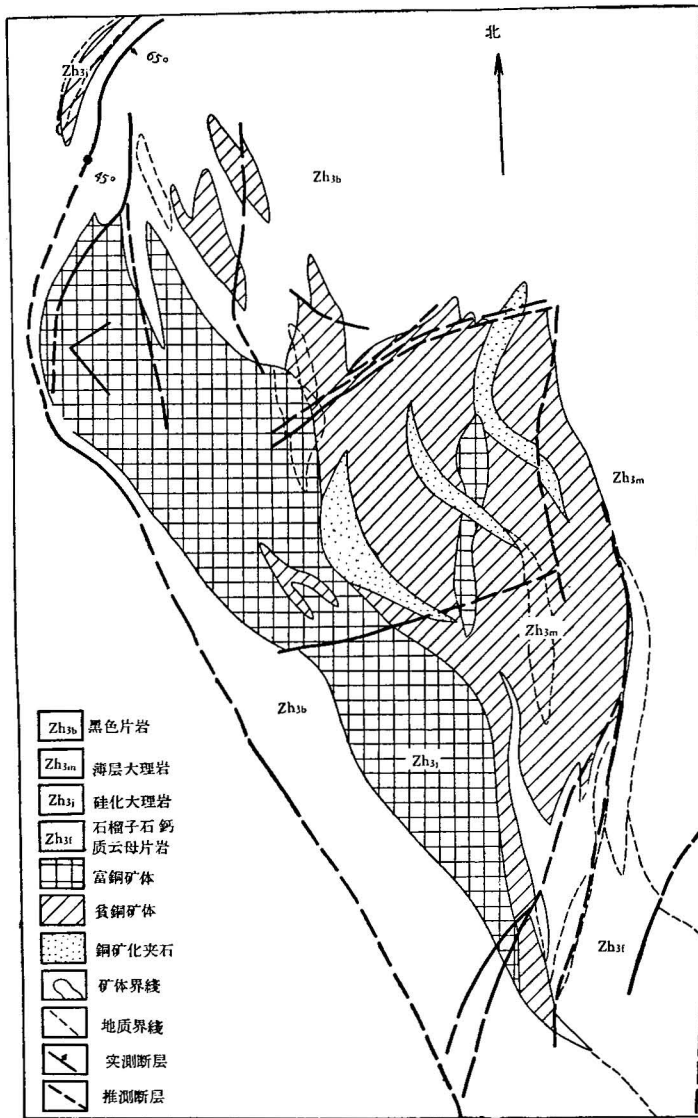 北
Zh3j
65°
45°
Zh3b
Zh3m
Zh3m
Zh3b
Zh3j
Zh3f
Zh3b 黑色片岩
Zh3m 薄层大理岩
Zh3j 硅化大理岩
Zh3f 石榴子石 鈣
质云母片岩
富銅矿体
貧銅矿体
銅矿化夹石
矿体界綫
地质界綫
实測断层
推測断层